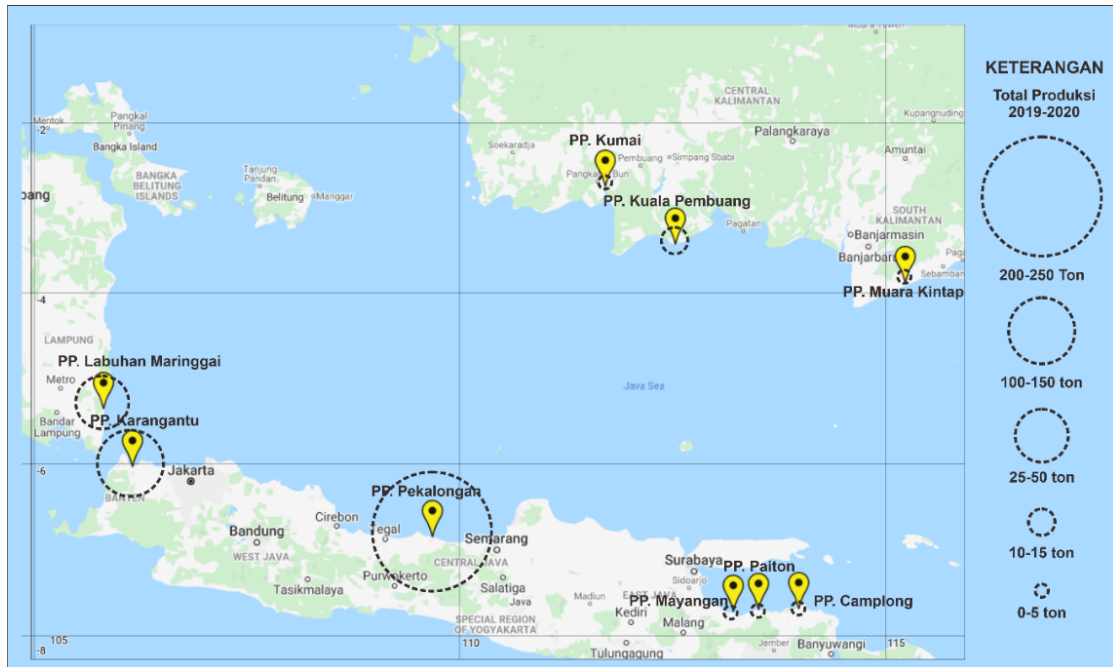 Muara Teweh
KETERANGAN
Total Produksi
2019-2020
CENTRAL
KALIMANTAN
Kupangnuding
Mentok
Pangkal
Pinang
Bangka Island
-2°
Palangkaraya
PP. Kumai
Soekaradja
Pembuang
Simpang Sbabi
Amuntai
Pangkalan Bun
BANGKA
BELITUNG
ISLANDS
Tanjung
Pandan
Belitung
Manggar
pang
PP. Kuala Pembuang
Pagatan
SOUTH
KALIMANTAN
Banjarmasin
Banjarbaru
Sebamban
200-250 Ton
-4
PP. Muara Kintap
LAMPUNG
PP. Labuhan Maringgai
Metro
Java Sea
100-150 ton
Bandar
Lampung
PP. Karangantu
-6
Jakarta
BANTEN
25-50 ton
PP. Pekalongan
Cirebon
Tegal
Bandung
WEST JAVA
Semarang
CENTRAL JAVA
Surabaya
Sidoarjo
PP. Paiton
10-15 ton
Purwokerto
Tasikmalaya
Salatiga
Java
Madiun
EAST JAVA
PP. Mayangan
PP. Camplong
Kediri
Malang
0-5 ton
SPECIAL REGION
OF YOGYAKARTA
Jember
Banyuwangi
Tulungagung
105
110
115
-8